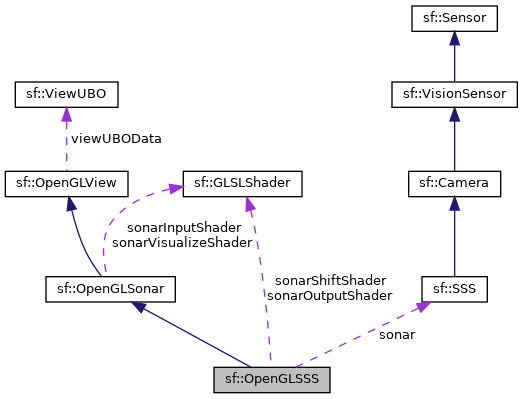 sf::Sensor
sf::ViewUBO
sf::VisionSensor
viewUBOData
sf::OpenGLView
sf::GLSLShader
sf::Camera
sonarInputShader
sonarVisualizeShader
sonarShiftShader
sonarOutputShader
sf::OpenGLSonar
sf::SSS
sonar
sf::OpenGLSSS